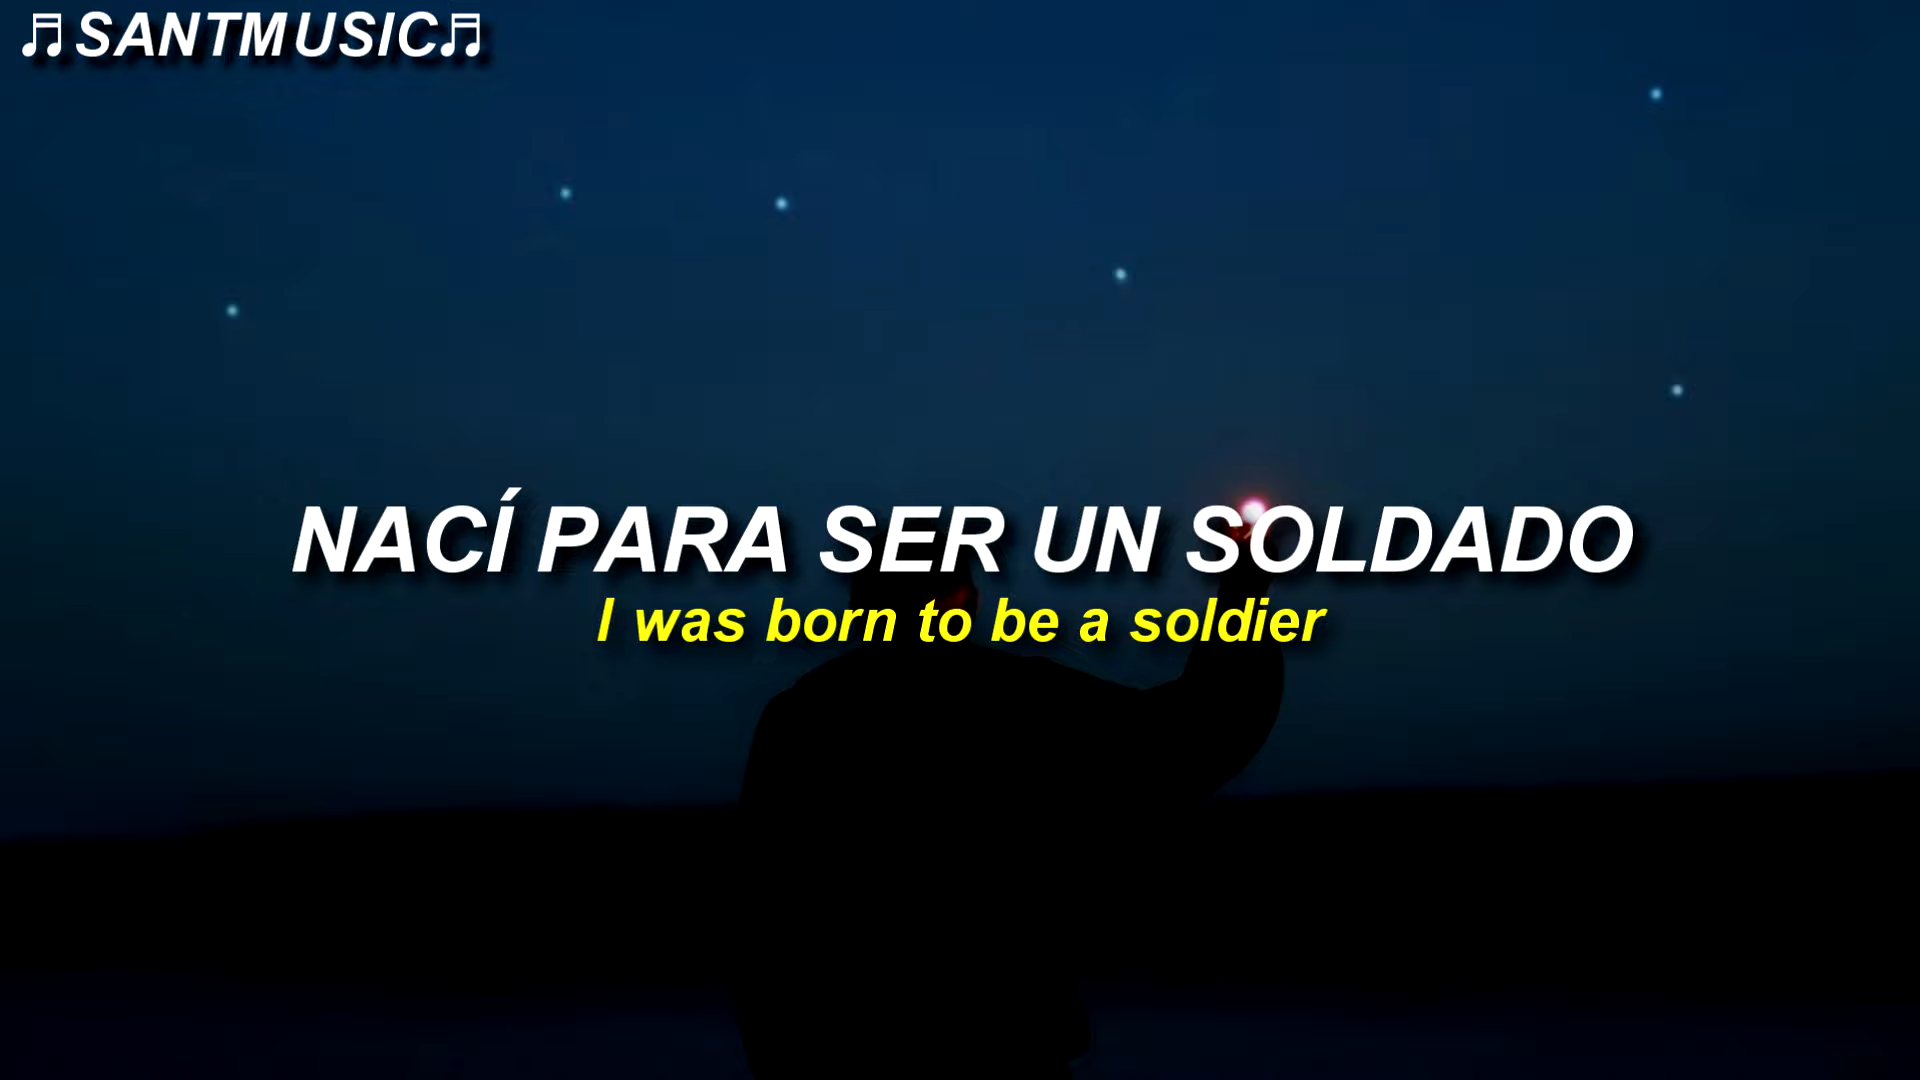 ♬SANTMUSIC♬
NACÍ PARA SER UN SOLDADO
I was born to be a soldier